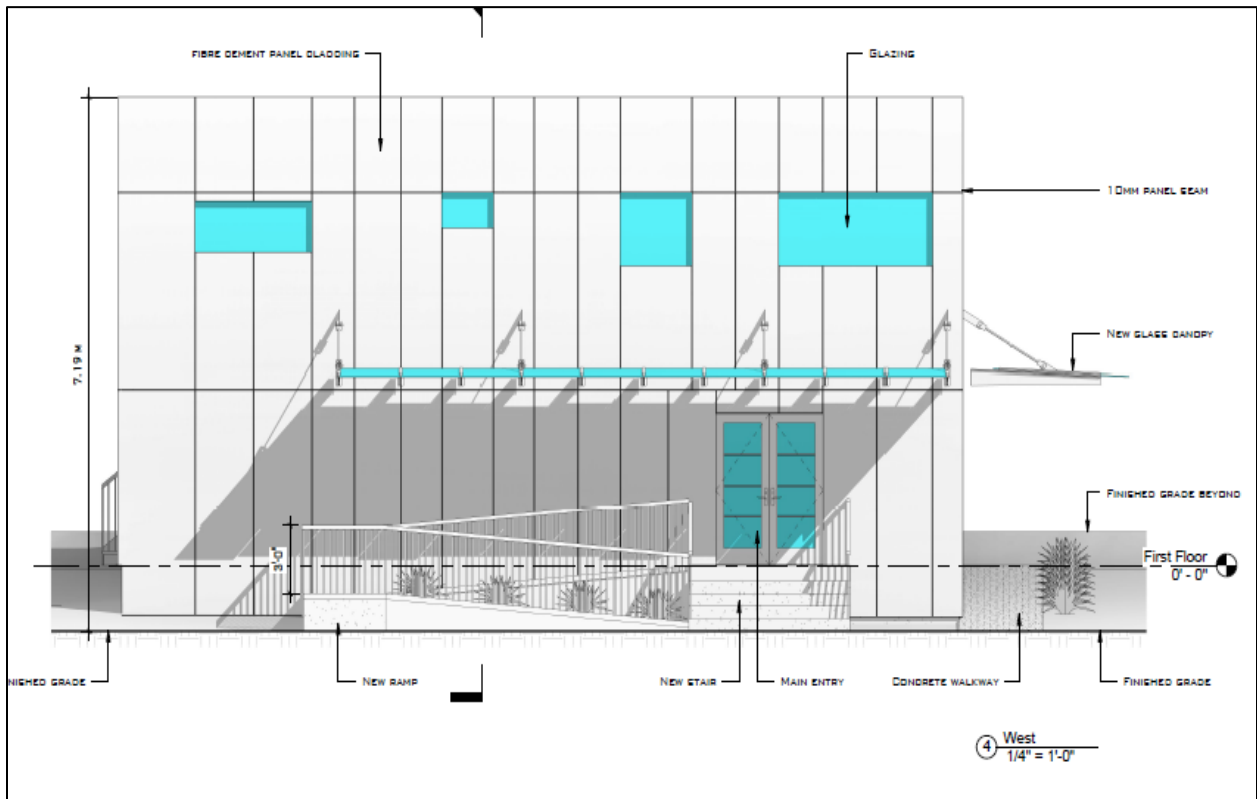 FIBRE CEMENT PANEL CLADDING
GLAZING
10MM PANEL SEAM
7.19 M
NEW GLASS CANOPY
FINISHED GRADE BEYOND
First Floor
0' - 0"
3'-0"
NISHED GRADE
NEW RAMP
NEW STAIR
MAIN ENTRY
CONCRETE WALKWAY
FINISHED GRADE
4
West
1/4" = 1'-0"